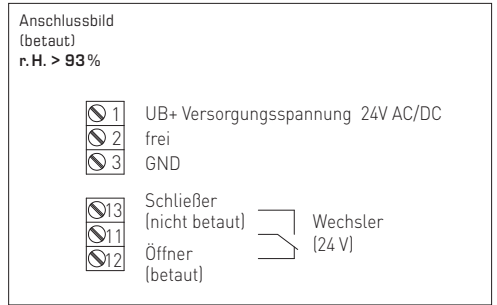 Anschlussbild
(betaut)
r.H. > 93%
1 UB+ Versorgungsspannung 24V AC/DC
2 frei
3 GND
13 Schließer
(nicht betaut)
11
Wechsler
(24 V)
12 Öffner
(betaut)